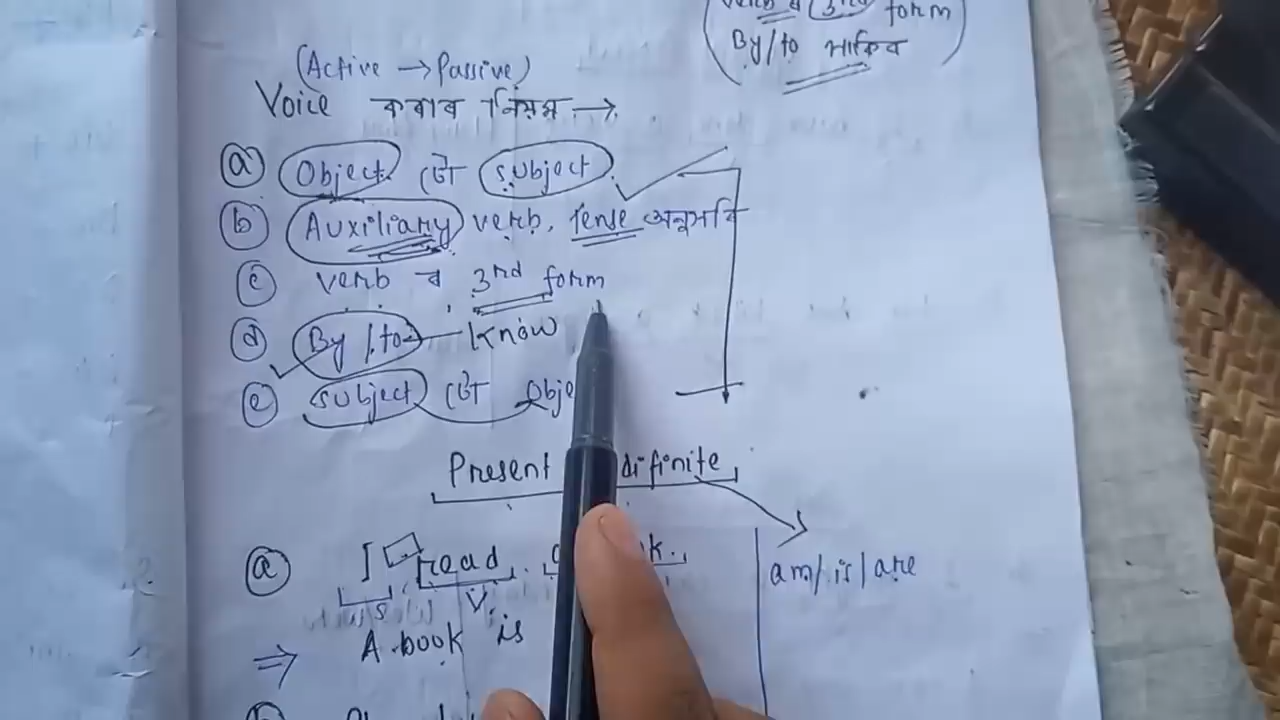 form
By/to থাকিব
(Active → Passive)
Voice কৰাৰ নিয়ম →
ⓐ Object টো subject
ⓑ Auxiliary verb, Tense অনুসৰি
ⓒ verb ৰ 3rd form
ⓓ By / to — know
ⓔ subject টো obje
Present difinite
ⓐ I read k.
am/is/are
S V
⇒ A book is